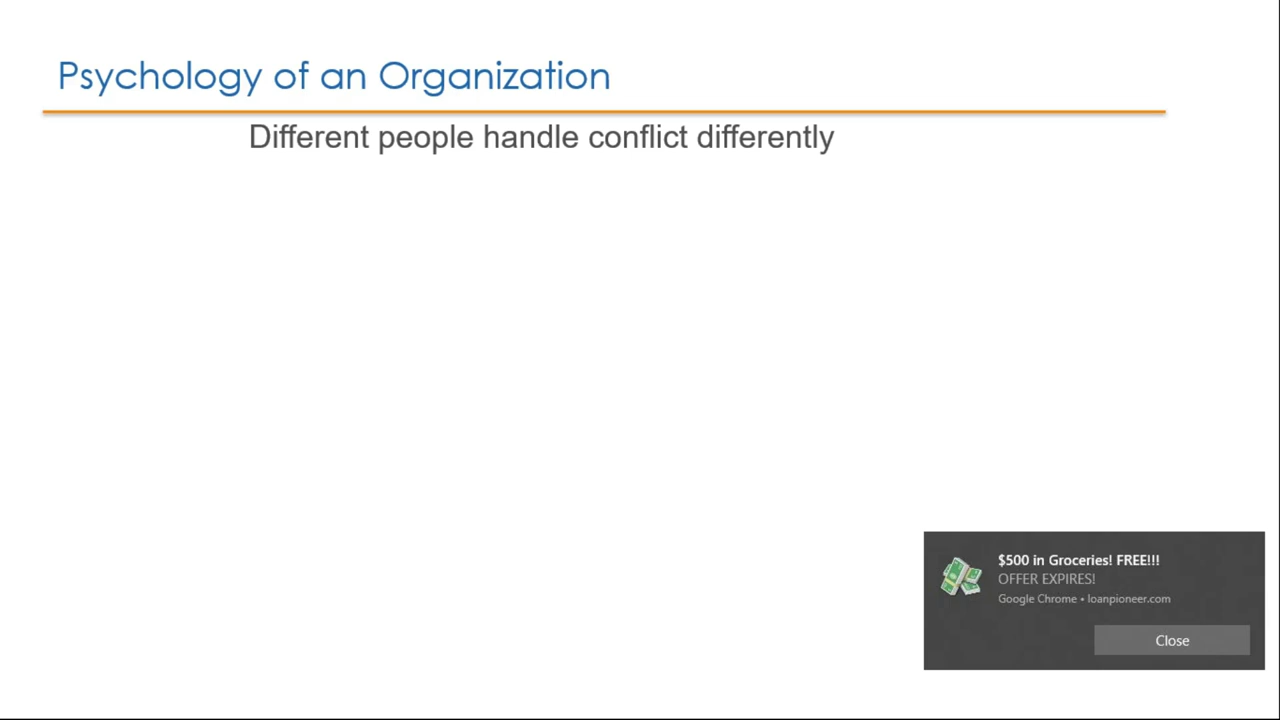 Psychology of an Organization
Different people handle conflict differently
$500 in Groceries! FREE!!!
OFFER EXPIRES!
Google Chrome • loanpioneer.com
Close